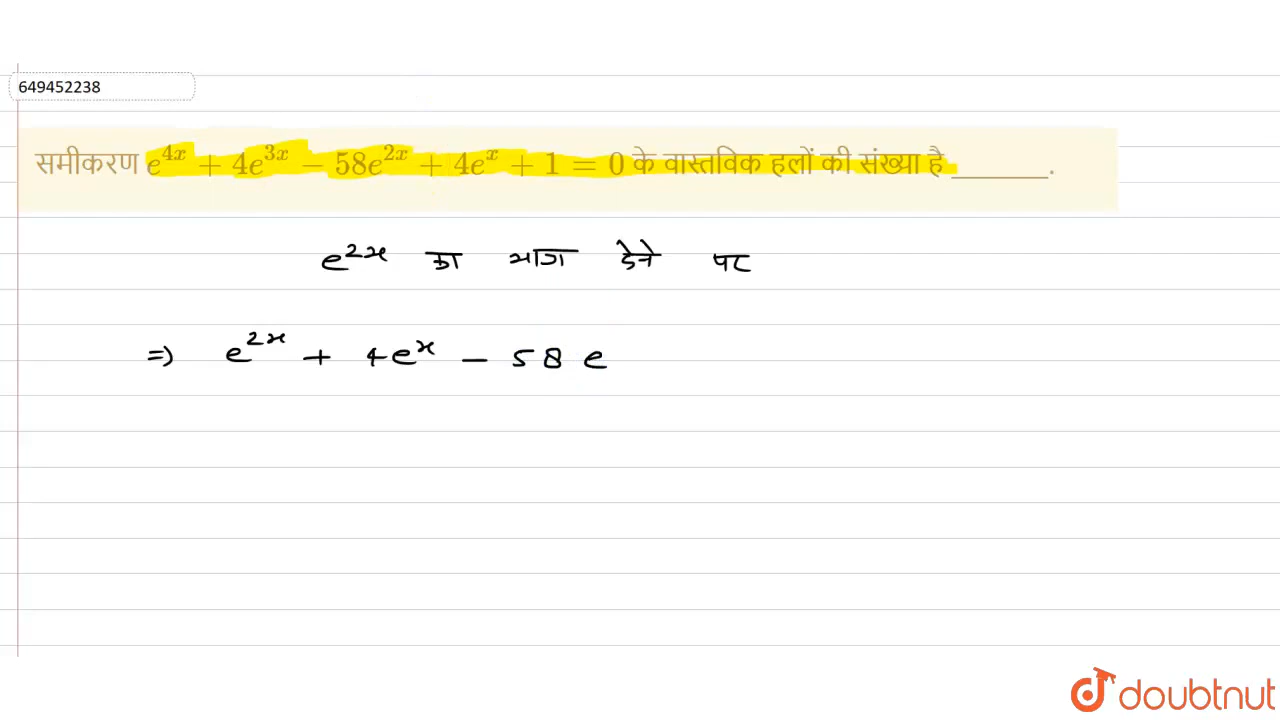 649452238
समीकरण e^{4x} + 4e^{3x} − 58e^{2x} + 4e^{x} + 1 = 0 के वास्तविक हलों की संख्या है ______.
e^{2x} का भाग देने पर
⇒ e^{2x} + 4e^{x} − 58 e
doubtnut